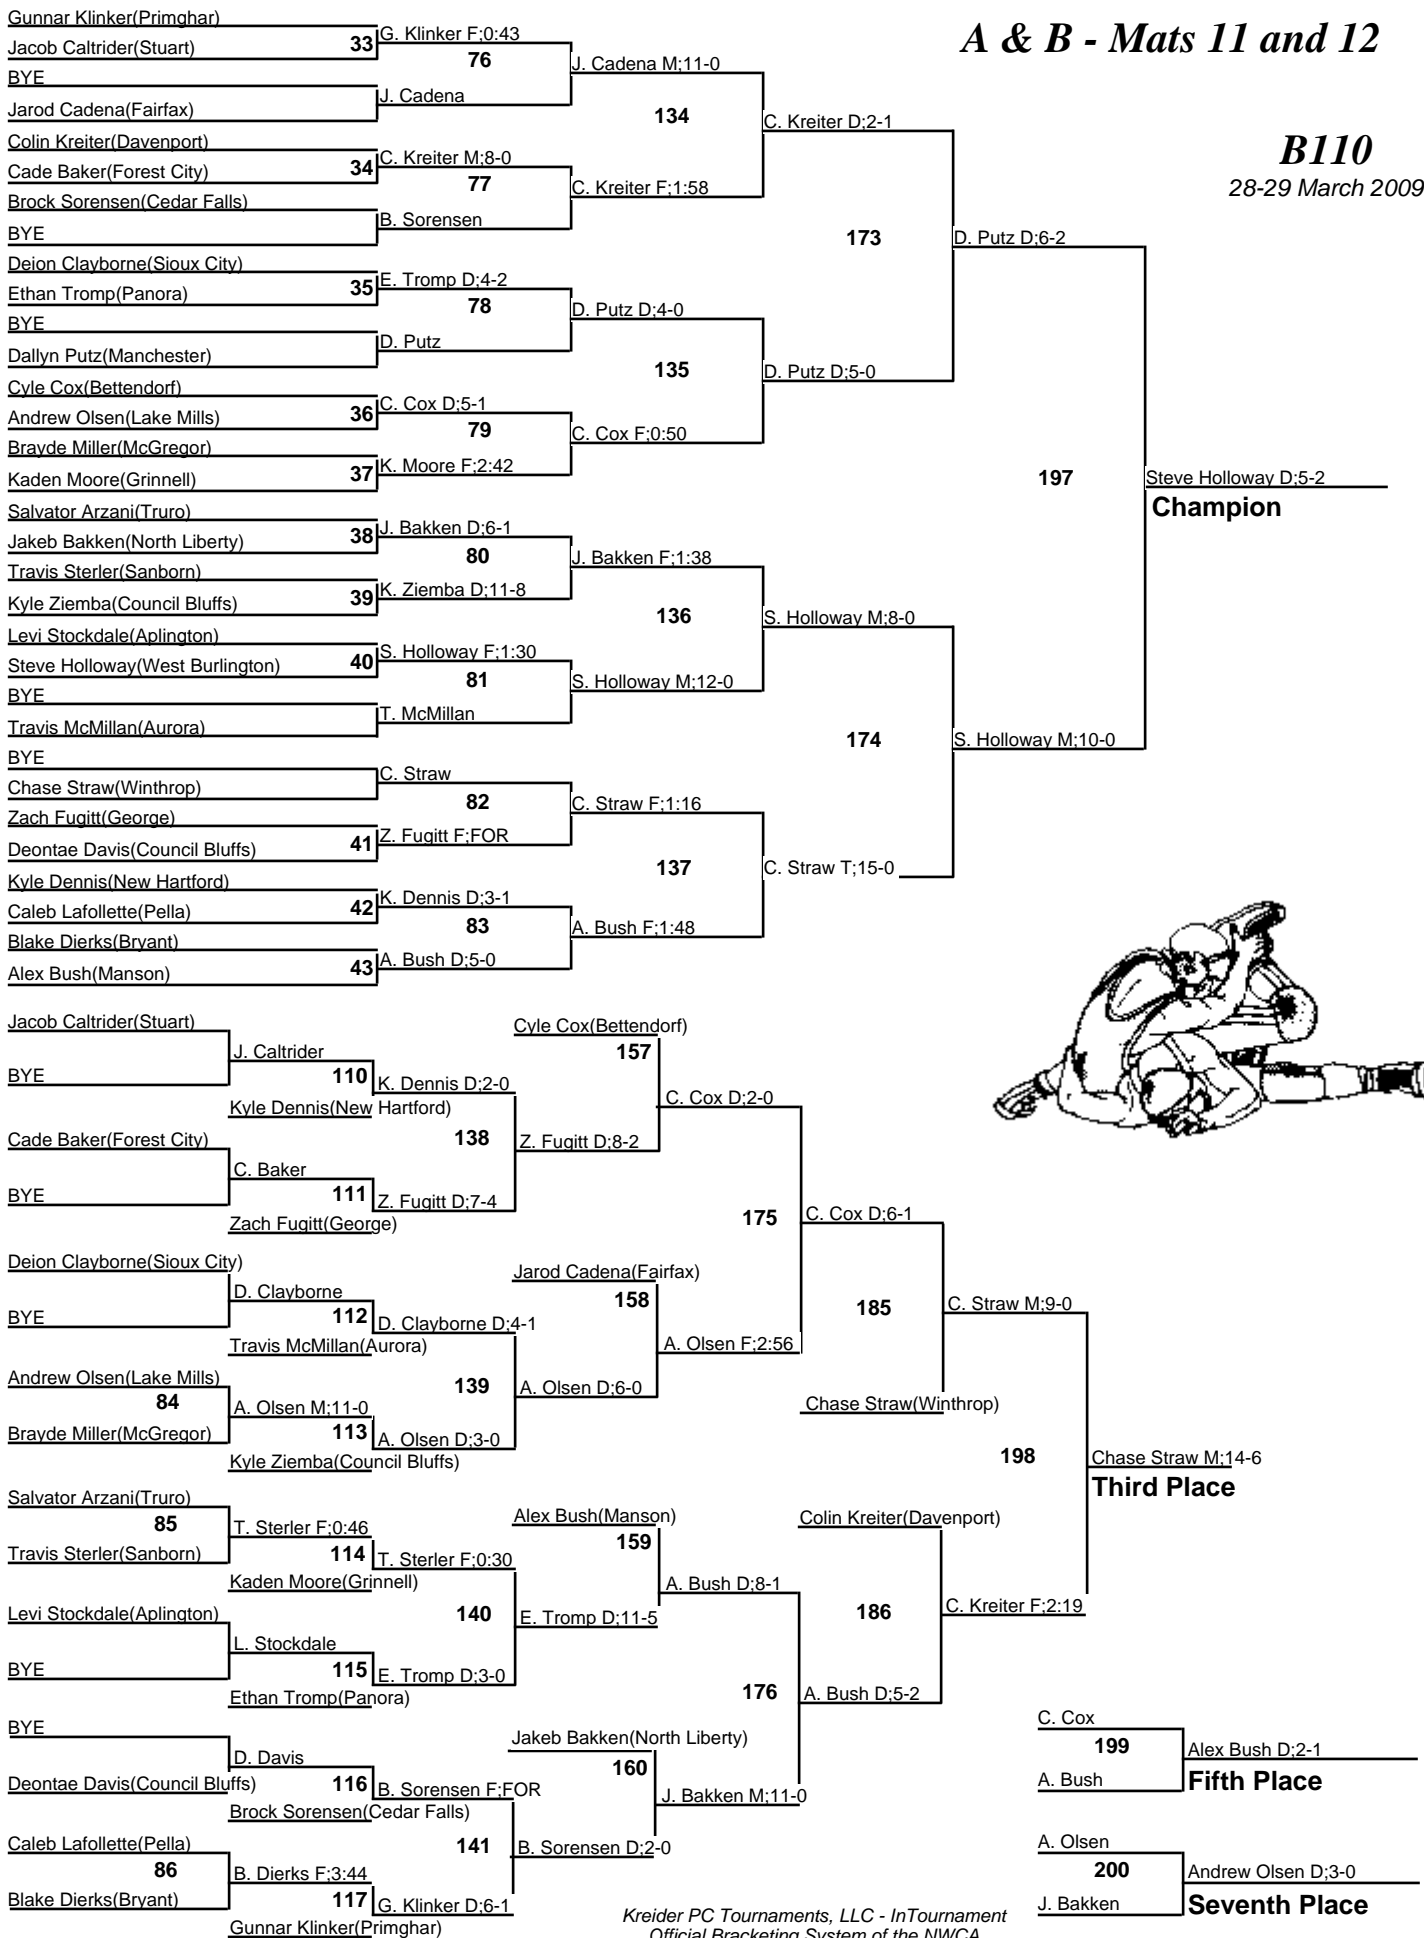 A & B - Mats 11 and 12
B110
28-29 March 2009
Gunnar Klinker(Primghar)
Jacob Caltrider(Stuart)
33
G. Klinker F;0:43
BYE
Jarod Cadena(Fairfax)
J. Cadena
76
J. Cadena M;11-0
Colin Kreiter(Davenport)
Cade Baker(Forest City)
34
C. Kreiter M;8-0
Brock Sorensen(Cedar Falls)
BYE
B. Sorensen
77
C. Kreiter F;1:58
134
C. Kreiter D;2-1
Deion Clayborne(Sioux City)
Ethan Tromp(Panora)
35
E. Tromp D;4-2
BYE
Dallyn Putz(Manchester)
D. Putz
78
D. Putz D;4-0
Cyle Cox(Bettendorf)
Andrew Olsen(Lake Mills)
36
C. Cox D;5-1
Brayde Miller(McGregor)
Kaden Moore(Grinnell)
37
K. Moore F;2:42
79
C. Cox F;0:50
135
D. Putz D;5-0
173
D. Putz D;6-2
Salvator Arzani(Truro)
Jakeb Bakken(North Liberty)
38
J. Bakken D;6-1
Travis Sterler(Sanborn)
Kyle Ziemba(Council Bluffs)
39
K. Ziemba D;11-8
80
J. Bakken F;1:38
Levi Stockdale(Aplington)
Steve Holloway(West Burlington)
40
S. Holloway F;1:30
BYE
Travis McMillan(Aurora)
T. McMillan
81
S. Holloway M;12-0
136
S. Holloway M;8-0
BYE
Chase Straw(Winthrop)
C. Straw
Zach Fugitt(George)
Deontae Davis(Council Bluffs)
41
Z. Fugitt F;FOR
82
C. Straw F;1:16
Kyle Dennis(New Hartford)
Caleb Lafollette(Pella)
42
K. Dennis D;3-1
Blake Dierks(Bryant)
Alex Bush(Manson)
43
A. Bush D;5-0
83
A. Bush F;1:48
137
C. Straw T;15-0
174
S. Holloway M;10-0
197
Steve Holloway D;5-2
Champion
Jacob Caltrider(Stuart)
BYE
J. Caltrider
110
Kyle Dennis(New Hartford)
K. Dennis D;2-0
Cade Baker(Forest City)
BYE
C. Baker
111
Zach Fugitt(George)
Z. Fugitt D;7-4
138
Z. Fugitt D;8-2
Cyle Cox(Bettendorf)
157
C. Cox D;2-0
Deion Clayborne(Sioux City)
BYE
D. Clayborne
112
Travis McMillan(Aurora)
D. Clayborne D;4-1
Andrew Olsen(Lake Mills)
84
Brayde Miller(McGregor)
A. Olsen M;11-0
113
Kyle Ziemba(Council Bluffs)
A. Olsen D;3-0
139
A. Olsen D;6-0
Jarod Cadena(Fairfax)
158
A. Olsen F;2:56
175
C. Cox D;6-1
185
Chase Straw(Winthrop)
C. Straw M;9-0
Salvator Arzani(Truro)
85
Travis Sterler(Sanborn)
T. Sterler F;0:46
114
Kaden Moore(Grinnell)
T. Sterler F;0:30
Levi Stockdale(Aplington)
BYE
L. Stockdale
115
Ethan Tromp(Panora)
E. Tromp D;3-0
140
E. Tromp D;11-5
Alex Bush(Manson)
159
A. Bush D;8-1
BYE
Deontae Davis(Council Bluffs)
D. Davis
116
Brock Sorensen(Cedar Falls)
B. Sorensen F;FOR
Caleb Lafollette(Pella)
86
Blake Dierks(Bryant)
B. Dierks F;3:44
117
Gunnar Klinker(Primghar)
G. Klinker D;6-1
141
B. Sorensen D;2-0
Jakeb Bakken(North Liberty)
160
J. Bakken M;11-0
176
A. Bush D;5-2
Colin Kreiter(Davenport)
186
C. Kreiter F;2:19
198
Chase Straw M;14-6
Third Place
C. Cox
199
A. Bush
Alex Bush D;2-1
Fifth Place
A. Olsen
200
J. Bakken
Andrew Olsen D;3-0
Seventh Place
Kreider PC Tournaments, LLC - InTournament
Official Bracketing System of the NWCA